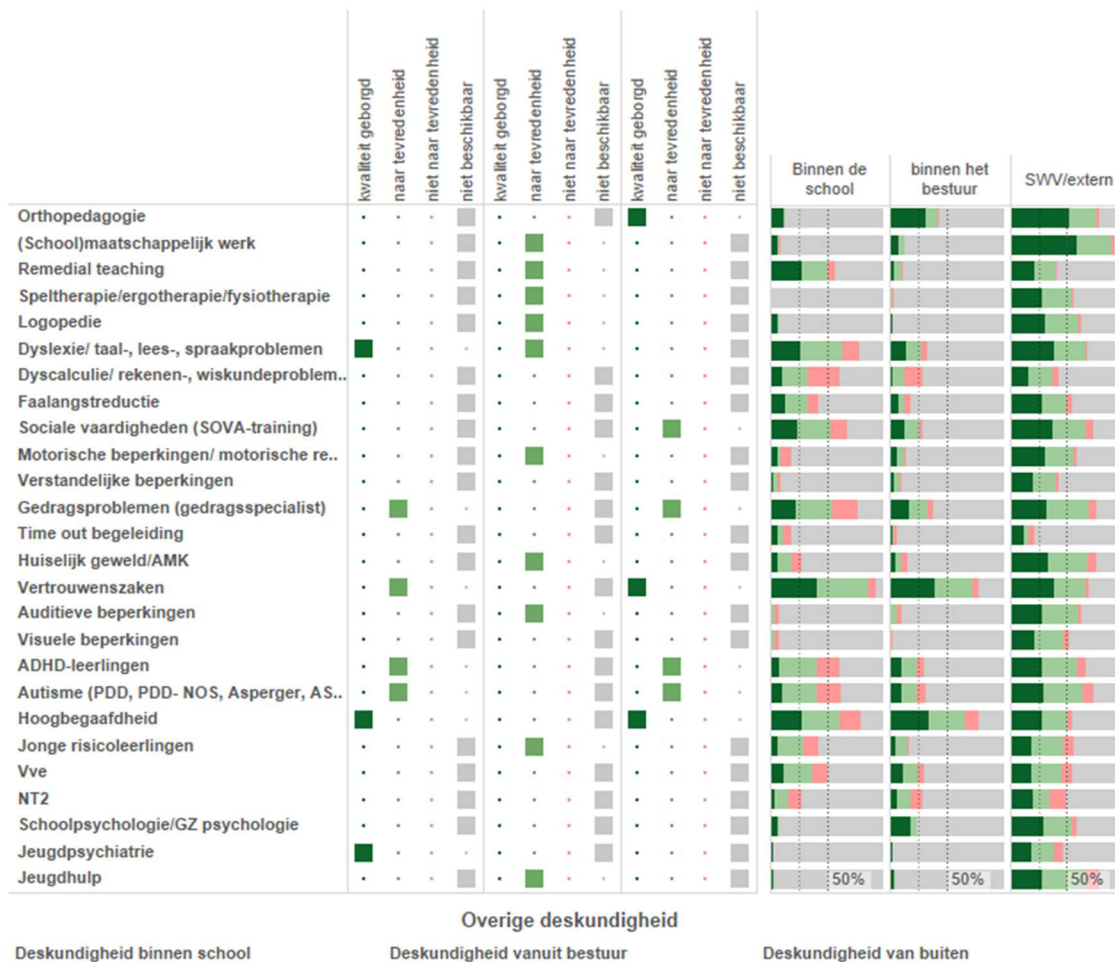 kwaliteit geborgd
naar tevredenheid
niet naar tevredenheid
niet beschikbaar
kwaliteit geborgd
naar tevredenheid
niet naar tevredenheid
niet beschikbaar
kwaliteit geborgd
naar tevredenheid
niet naar tevredenheid
niet beschikbaar
Binnen de
school
binnen het
bestuur
SWV/extern
Orthopedagogie
(School)maatschappelijk werk
Remedial teaching
Speltherapie/ergotherapie/fysiotherapie
Logopedie
Dyslexie/ taal-, lees-, spraakproblemen
Dyscalculie/ rekenen-, wiskundeproblem..
Faalangstreductie
Sociale vaardigheden (SOVA-training)
Motorische beperkingen/ motorische re..
Verstandelijke beperkingen
Gedragsproblemen (gedragsspecialist)
Time out begeleiding
Huiselijk geweld/AMK
Vertrouwenszaken
Auditieve beperkingen
Visuele beperkingen
ADHD-leerlingen
Autisme (PDD, PDD- NOS, Asperger, AS..
Hoogbegaafdheid
Jonge risicoleerlingen
Vve
NT2
Schoolpsychologie/GZ psychologie
Jeugdpsychiatrie
Jeugdhulp
50%
50%
50%
Overige deskundigheid
Deskundigheid binnen school
Deskundigheid vanuit bestuur
Deskundigheid van buiten